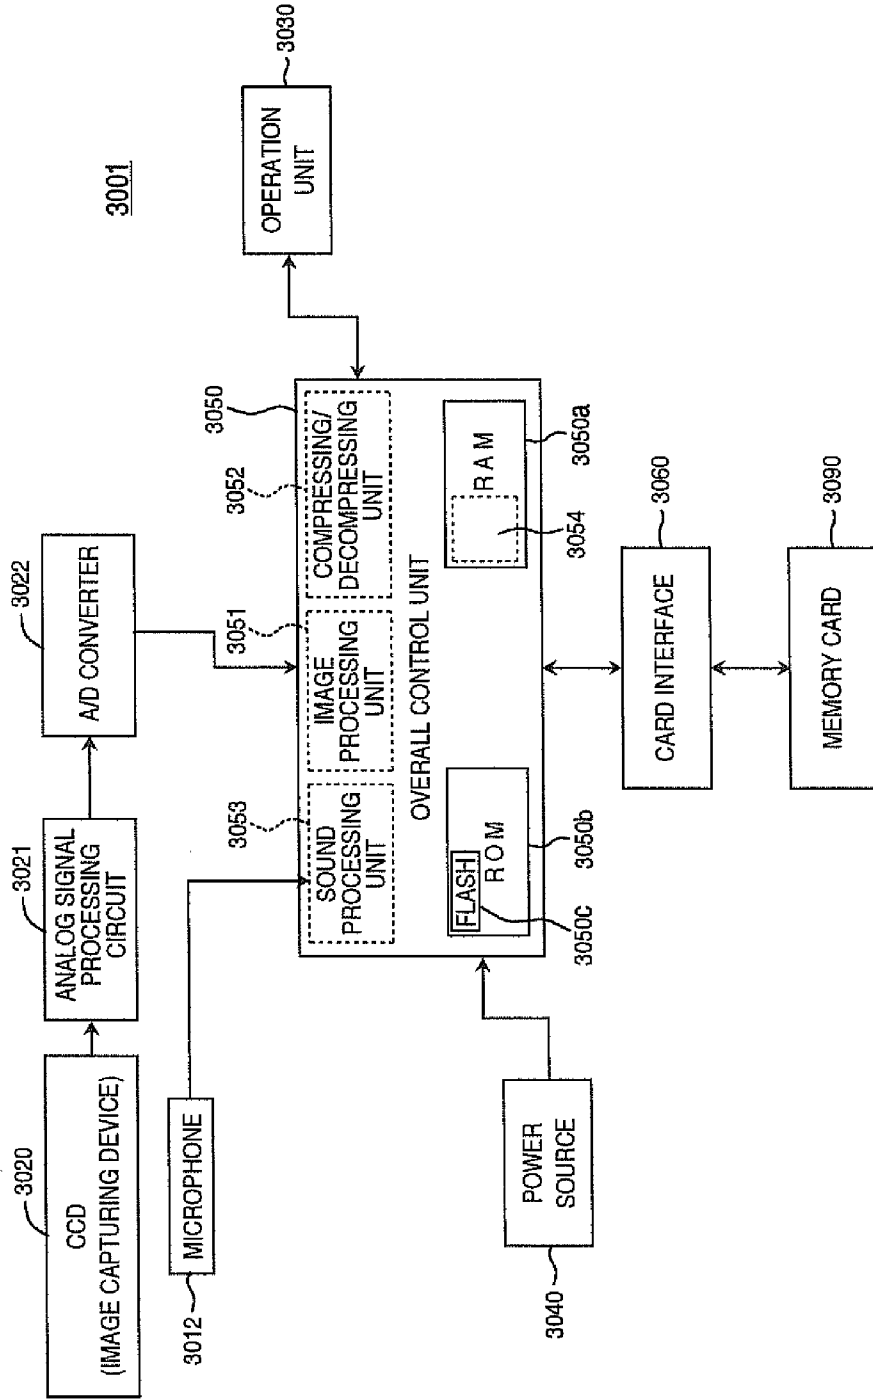 3001
3020
CCD
(IMAGE CAPTURING DEVICE)
3021
ANALOG SIGNAL
PROCESSING
CIRCUIT
3022
A/D CONVERTER
MICROPHONE
3012
3030
OPERATION
UNIT
3050
3053
SOUND
PROCESSING
UNIT
3051
IMAGE
PROCESSING
UNIT
3052
COMPRESSING/
DECOMPRESSING
UNIT
OVERALL CONTROL UNIT
FLASH
ROM
3050c
3050b
RAM
3054
3050a
POWER
SOURCE
3040
CARD INTERFACE
3060
MEMORY CARD
3090